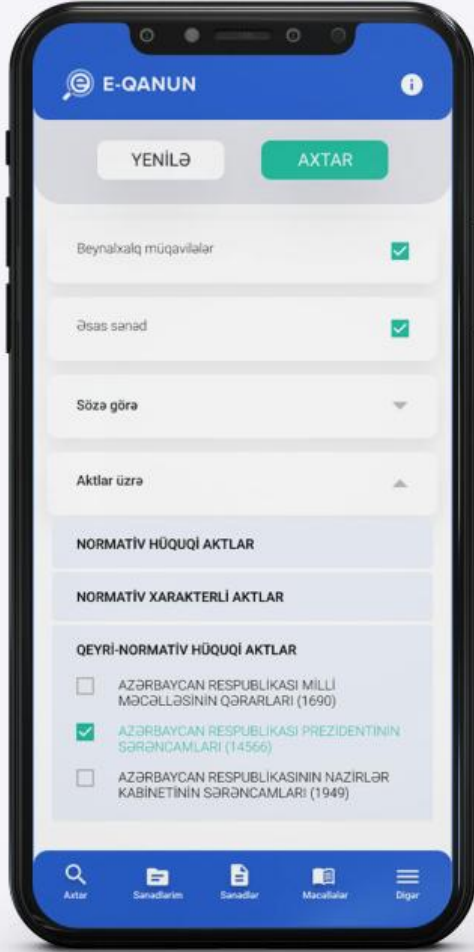 E-QANUN
YENİLƏ
AXTAR
Beynəlxalq müqavilələr
Əsas sənəd
Sözə görə
Aktlar üzrə
NORMATİV HÜQUQİ AKTLAR
NORMATİV XARAKTERLİ AKTLAR
QEYRİ-NORMATİV HÜQUQİ AKTLAR
AZƏRBAYCAN RESPUBLİKASI MİLLİ
MƏCƏLLƏSİNİN QƏRARLARI (1690)
AZƏRBAYCAN RESPUBLİKASI PREZİDENTİNİN
SƏRƏNCAMLARI (14566)
AZƏRBAYCAN RESPUBLİKASININ NAZİRLƏR
KABİNETİNİN SƏRƏNCAMLARI (1949)
Axtar
Sənədlərim
Sənədlər
Məcəllələr
Digər